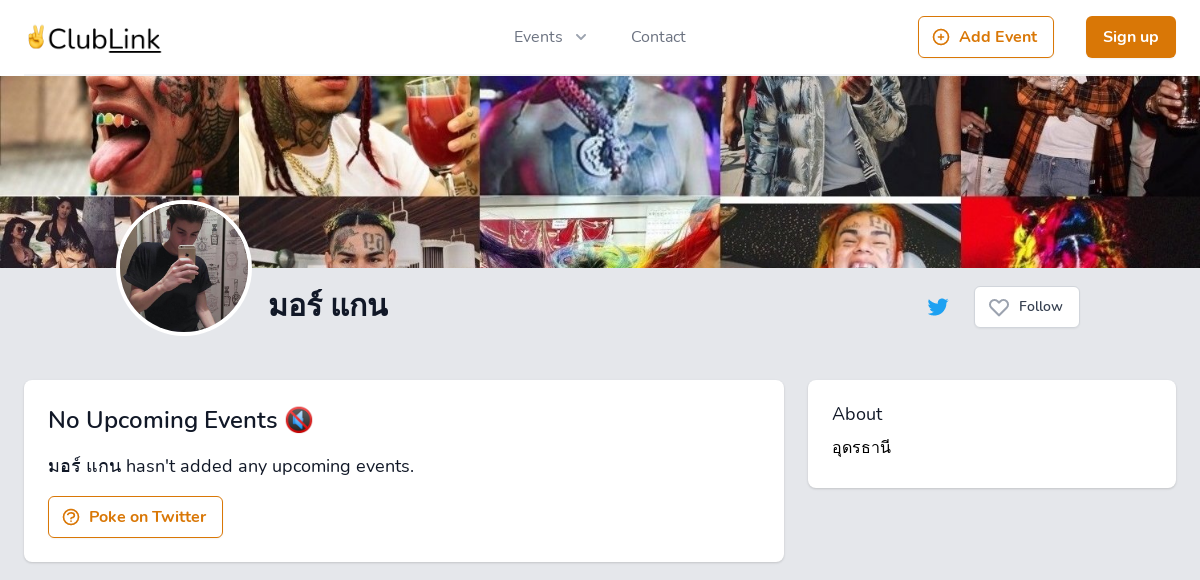 ClubLink
Events
Contact
Add Event
Sign up
มอร์ แกน
Follow
No Upcoming Events
มอร์ แกน hasn't added any upcoming events.
Poke on Twitter
About
อุดรธานี